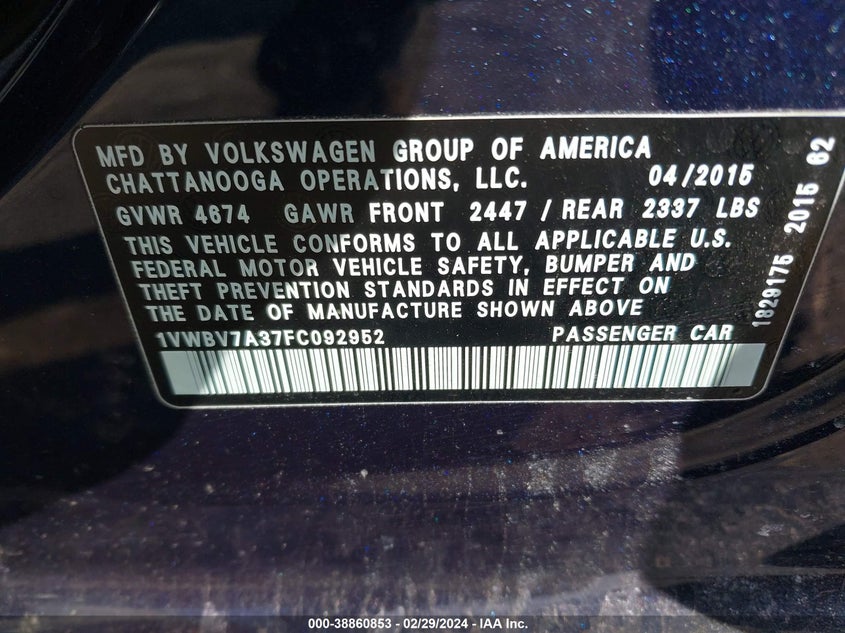 MFD BY VOLKSWAGEN GROUP OF AMERICA
CHATTANOOGA OPERATIONS, LLC. 04/2015
GVWR 4674 GAWR FRONT 2447 / REAR 2337 LBS
THIS VEHICLE CONFORMS TO ALL APPLICABLE U.S.
FEDERAL MOTOR VEHICLE SAFETY, BUMPER AND
THEFT PREVENTION STANDARDS IN EFFECT ON
THE DATE OF MANUFACTURE SHOWN ABOVE
1VWBV7A37FC092952 PASSENGER CAR
1829175 2015 62
000-38860853 - 02/29/2024 - IAA Inc.